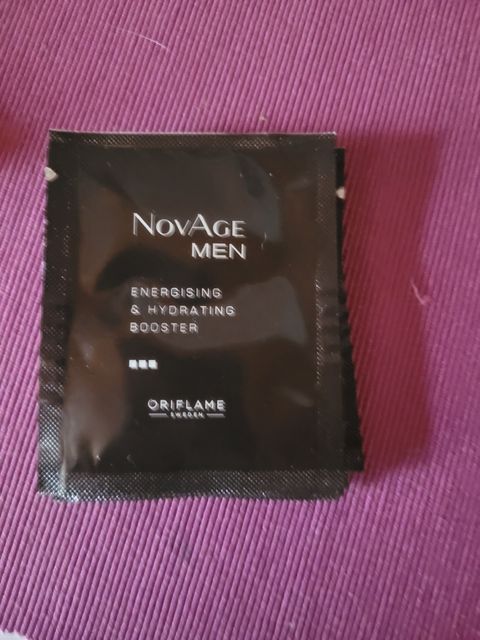 NOVAGE
MEN
ENERGISING
& HYDRATING
BOOSTER
ORIFLAME
SWEDEN